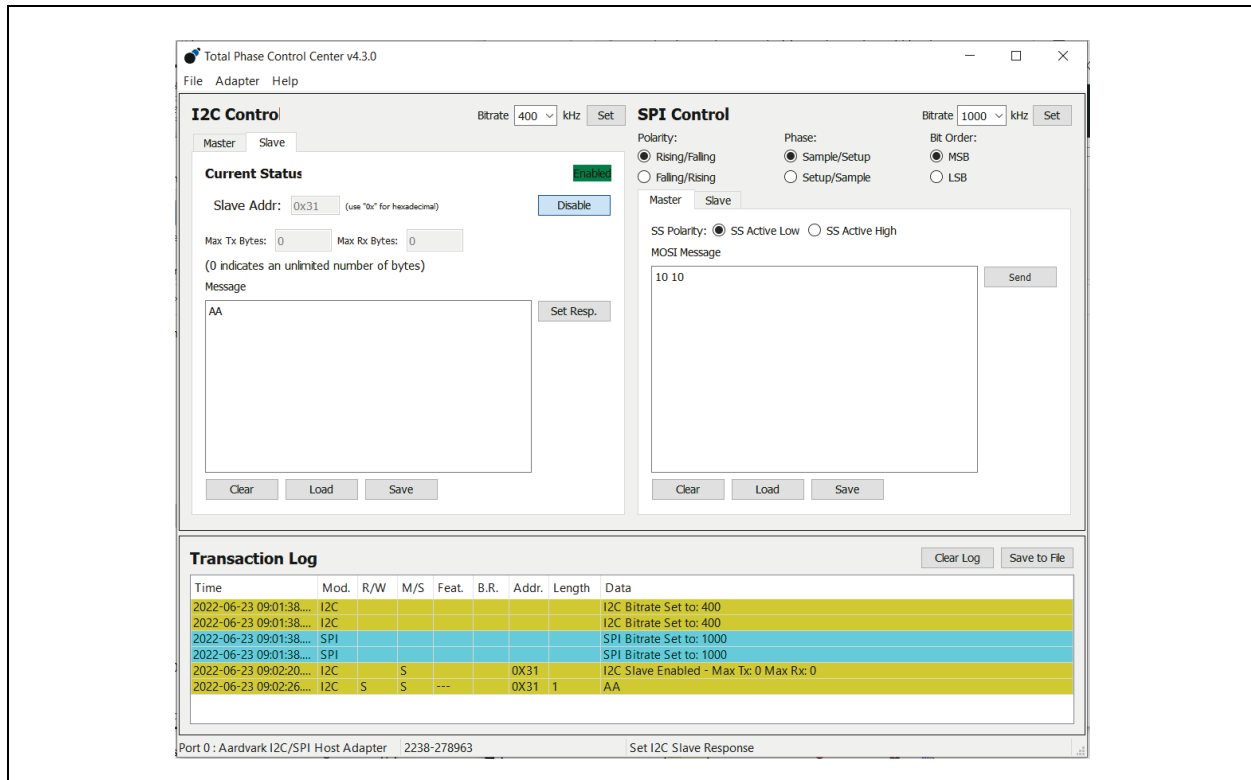 Total Phase Control Center v4.3.0
File Adapter Help
I2C Contro
Bitrate 400 kHz Set
Master Slave
Current Status
Enabled
Slave Addr: 0x31 (use "0x" for hexadecimal) Disable
Max Tx Bytes: 0 Max Rx Bytes: 0
(0 indicates an unlimited number of bytes)
Message
AA
Set Resp.
Clear Load Save
SPI Control
Bitrate 1000 kHz Set
Polarity: Phase: Bit Order:
Rising/Falling Sample/Setup MSB
Falling/Rising Setup/Sample LSB
Master Slave
SS Polarity: SS Active Low SS Active High
MOSI Message
10 10
Send
Clear Load Save
Transaction Log
Clear Log Save to File
Time Mod. R/W M/S Feat. B.R. Addr. Length Data
2022-06-23 09:01:38.... I2C I2C Bitrate Set to: 400
2022-06-23 09:01:38.... I2C I2C Bitrate Set to: 400
2022-06-23 09:01:38.... SPI SPI Bitrate Set to: 1000
2022-06-23 09:01:38.... SPI SPI Bitrate Set to: 1000
2022-06-23 09:02:20.... I2C S 0X31 I2C Slave Enabled - Max Tx: 0 Max Rx: 0
2022-06-23 09:02:26.... I2C S S --- 0X31 1 AA
Port 0 : Aardvark I2C/SPI Host Adapter 2238-278963 Set I2C Slave Response